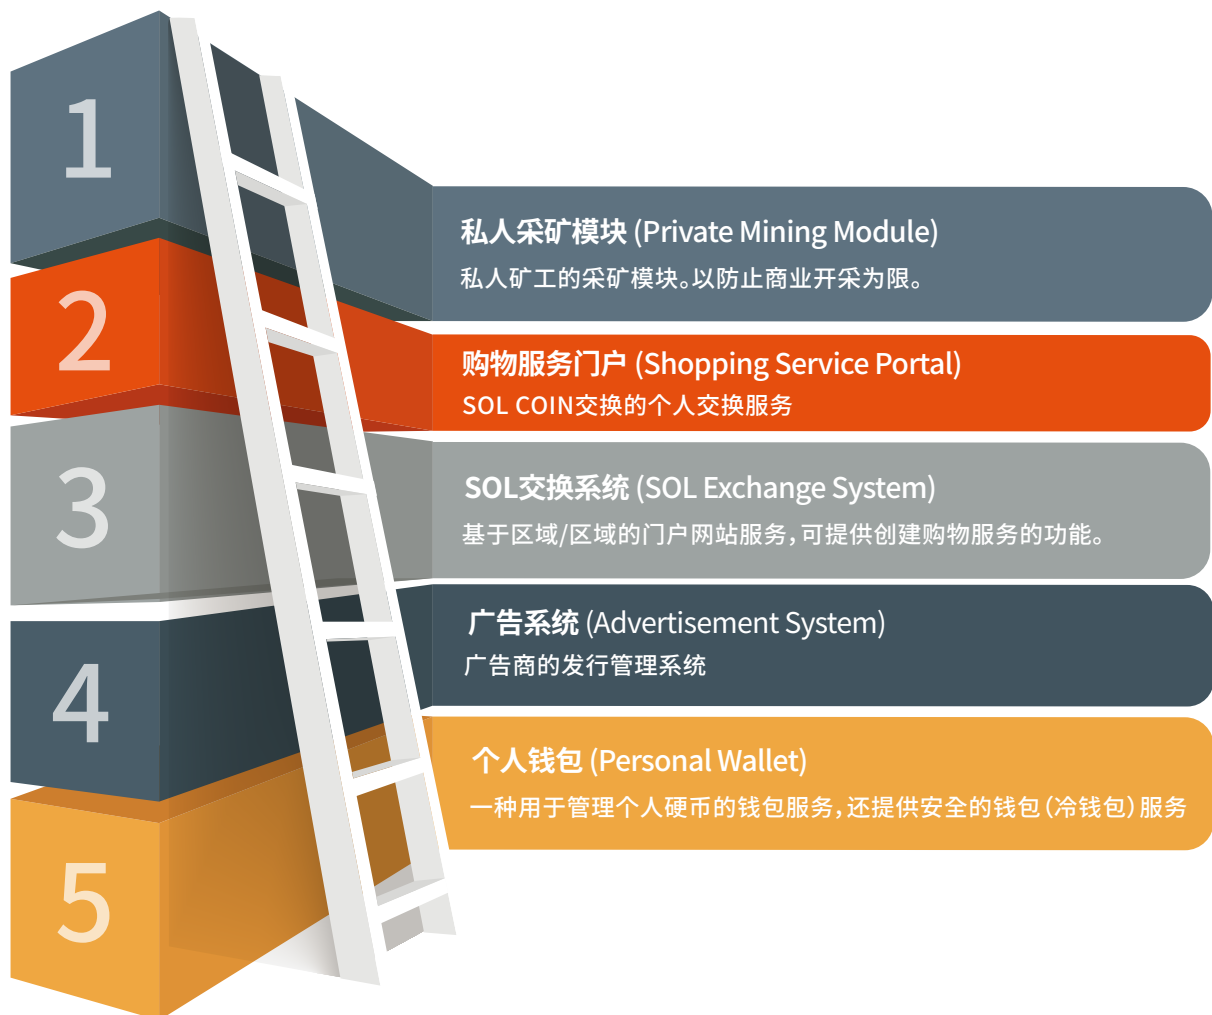 1
私人采矿模块 (Private Mining Module)
私人矿工的采矿模块。以防止商业开采为限。
2
购物服务门户 (Shopping Service Portal)
SOL COIN交换的个人交换服务
3
SOL交换系统 (SOL Exchange System)
基于区域/区域的门户网站服务，可提供创建购物服务的功能。
4
广告系统 (Advertisement System)
广告商的发行管理系统
5
个人钱包 (Personal Wallet)
一种用于管理个人硬币的钱包服务，还提供安全的钱包（冷钱包）服务